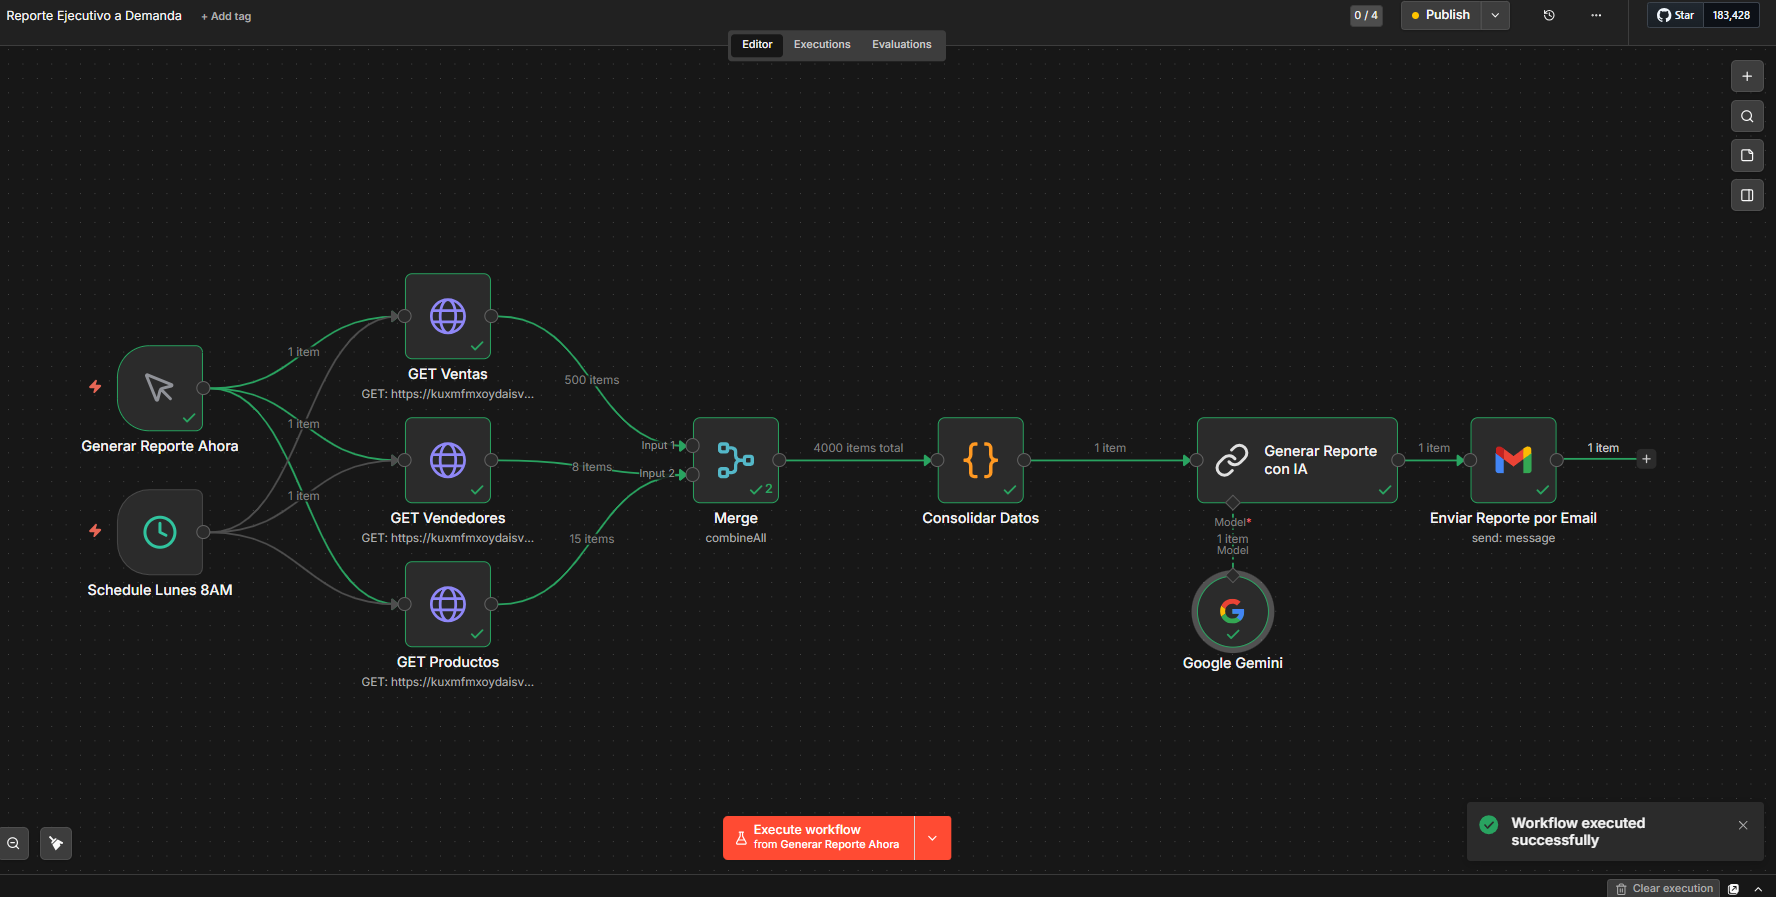 Reporte Ejecutivo a Demanda
+ Add tag
0 / 4
Publish
Star
183,428
Editor
Executions
Evaluations
GET Ventas
GET: https://kuxmfmxoydaisv...
1 item
500 items
Generar Reporte Ahora
1 item
GET Vendedores
GET: https://kuxmfmxoydaisv...
8 items
Input 1
Input 2
2
Merge
combineAll
4000 items total
Consolidar Datos
1 item
Generar Reporte
con IA
1 item
Enviar Reporte por Email
send: message
1 item
Model*
1 item
Model
Google Gemini
1 item
Schedule Lunes 8AM
15 items
GET Productos
GET: https://kuxmfmxoydaisv...
Execute workflow
from Generar Reporte Ahora
Workflow executed
successfully
Clear execution